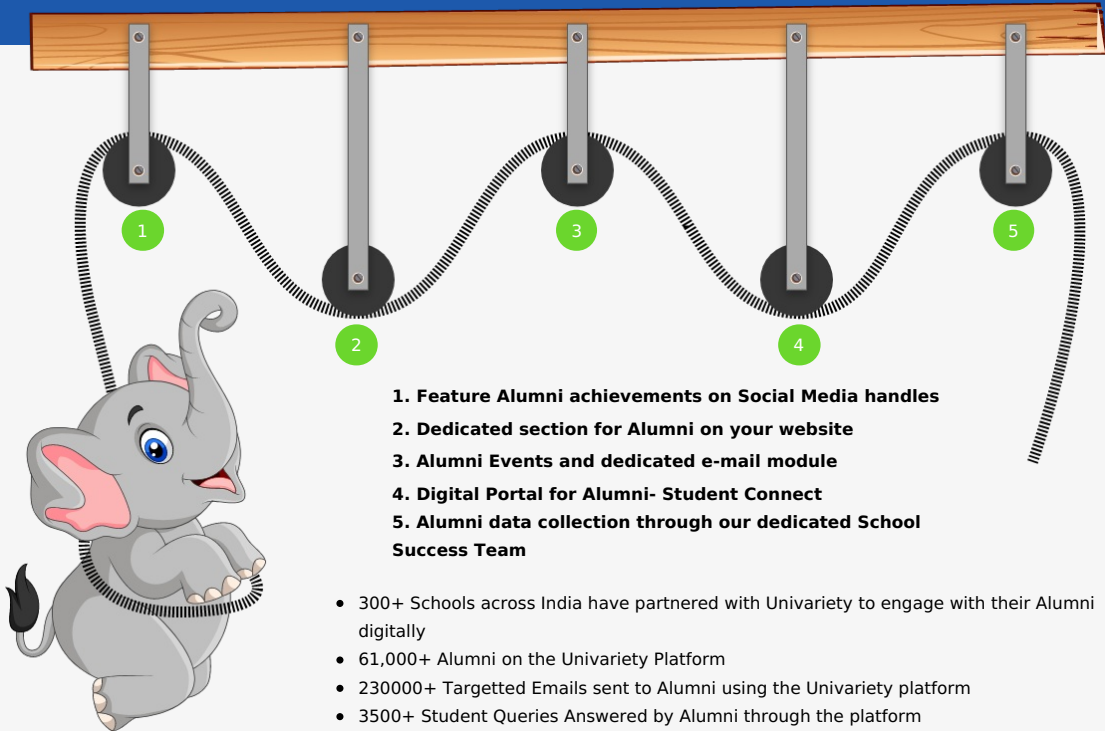 1
3
5
2
4
1. Feature Alumni achievements on Social Media handles
2. Dedicated section for Alumni on your website
3. Alumni Events and dedicated e-mail module
4. Digital Portal for Alumni- Student Connect
5. Alumni data collection through our dedicated School
Success Team
• 300+ Schools across India have partnered with Univariety to engage with their Alumni
digitally
• 61,000+ Alumni on the Univariety Platform
• 230000+ Targetted Emails sent to Alumni using the Univariety platform
• 3500+ Student Queries Answered by Alumni through the platform